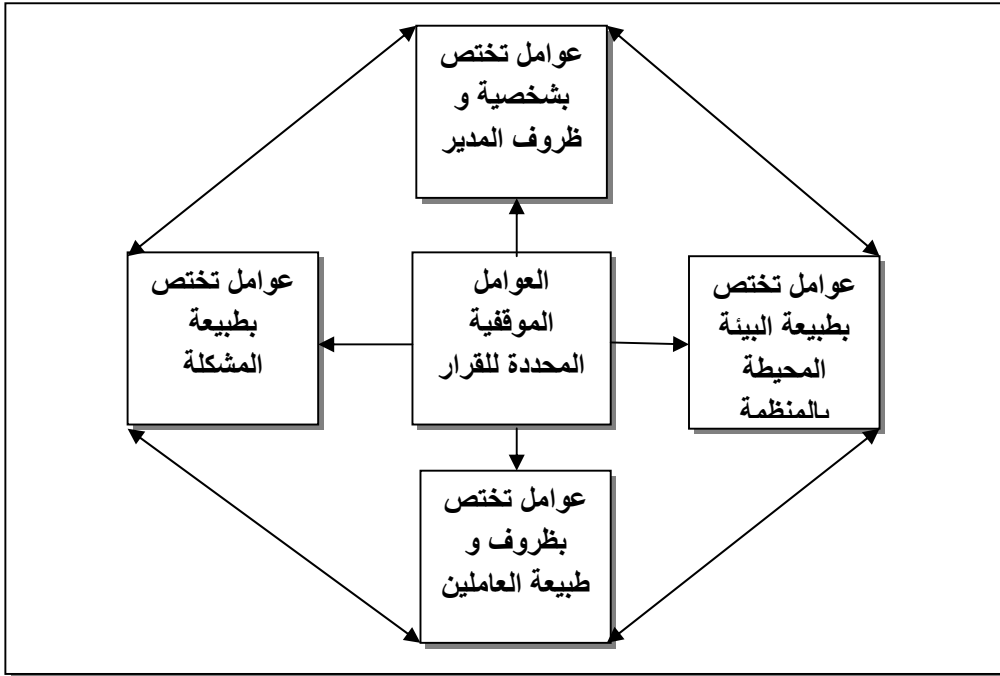 عوامل تختص
بشخصية و
ظروف المدير
عوامل تختص
بطبيعة البيئة
المحيطة
بالمنظمة
العوامل
الموقفية
المحددة للقرار
عوامل تختص
بطبيعة
المشكلة
عوامل تختص
بظروف و
طبيعة العاملين